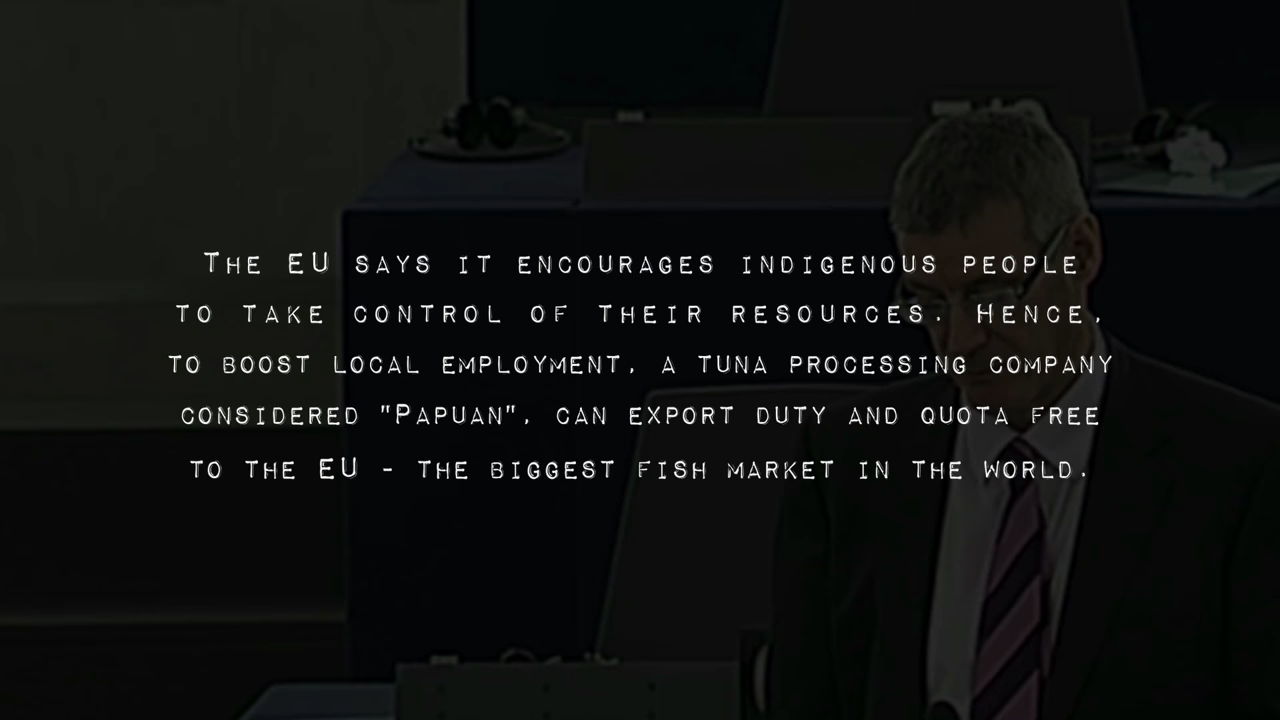 The EU says it encourages indigenous people
to take control of their resources. Hence,
to boost local employment, a tuna processing company
considered "Papuan", can export duty and quota free
to the EU - the biggest fish market in the world.